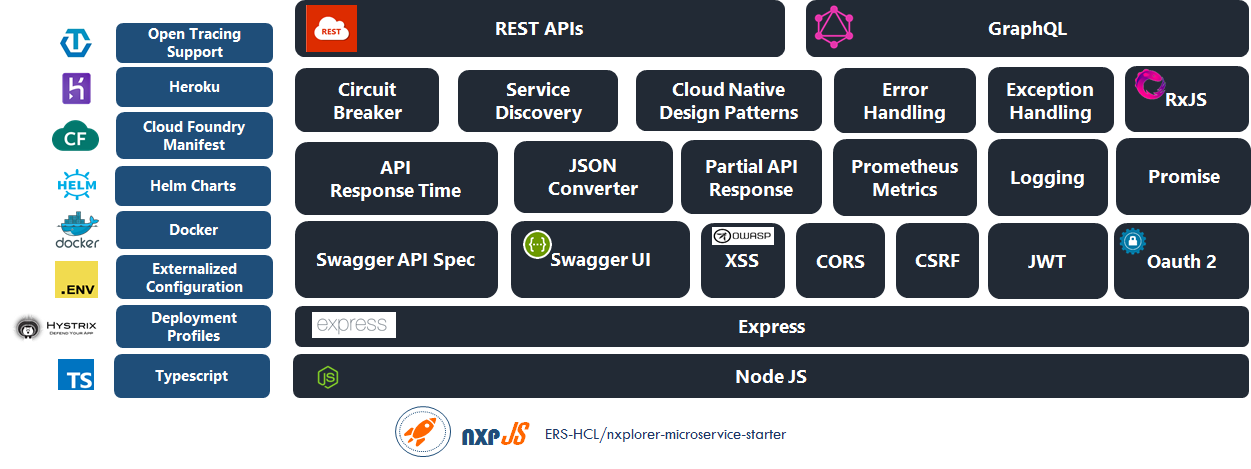 Open Tracing
Support
Heroku
CF
Cloud Foundry
Manifest
HELM
Helm Charts
docker
Docker
.ENV
Externalized
Configuration
HYSTRIX
DEFEND YOUR APP
Deployment
Profiles
TS
Typescript
REST
REST APIs
GraphQL
Circuit
Breaker
Service
Discovery
Cloud Native
Design Patterns
Error
Handling
Exception
Handling
RxJS
API
Response Time
JSON
Converter
Partial API
Response
Prometheus
Metrics
Logging
Promise
Swagger API Spec
{···}
Swagger UI
OWASP
XSS
CORS
CSRF
JWT
Oauth 2
express
Express
JS
Node JS
nxpJS
ERS-HCL/nxplorer-microservice-starter